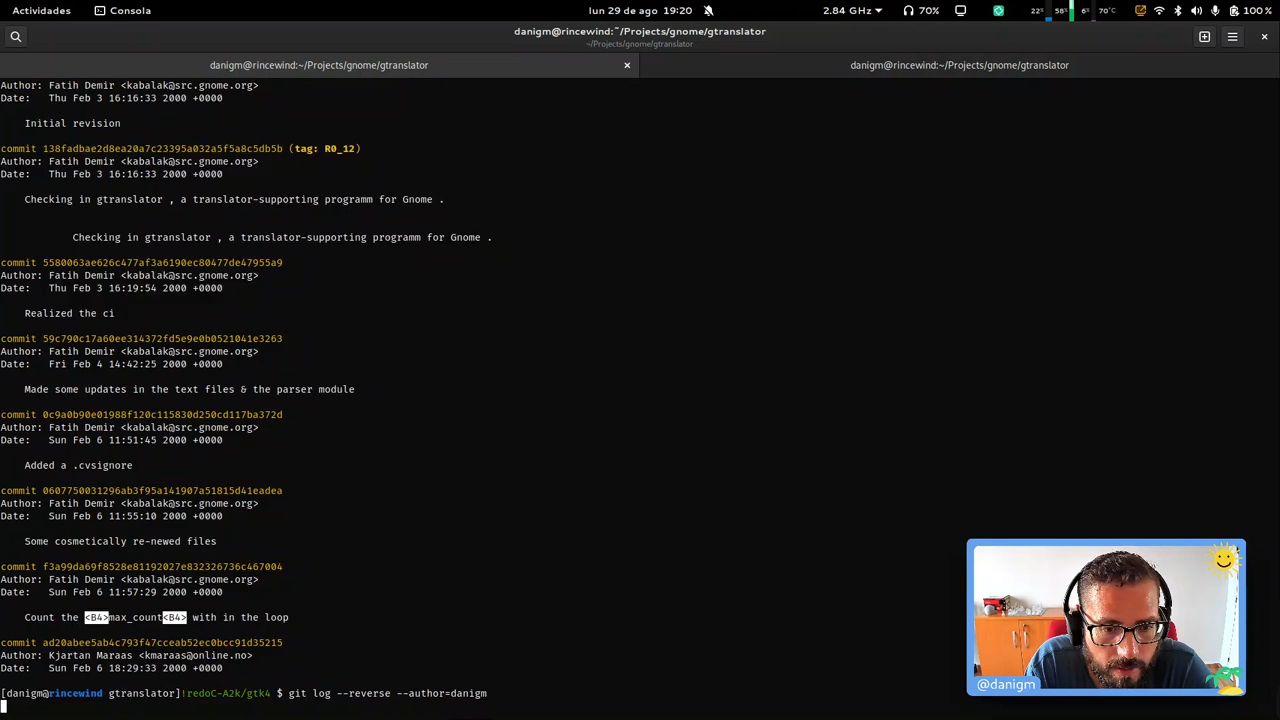 Actividades
Consola
lun 29 de ago 19:20
2.84 GHz
70%
22% 58% 6% 70°C
100 %
danigm@rincewind:~/Projects/gnome/gtranslator
~/Projects/gnome/gtranslator
danigm@rincewind:~/Projects/gnome/gtranslator
danigm@rincewind:~/Projects/gnome/gtranslator
Author: Fatih Demir <kabalak@src.gnome.org>
Date:   Thu Feb 3 16:16:33 2000 +0000
Initial revision
commit 138fadbae2d8ea20a7c23395a032a5f5a8c5db5b (tag: R0_12)
Author: Fatih Demir <kabalak@src.gnome.org>
Date:   Thu Feb 3 16:16:33 2000 +0000
Checking in gtranslator , a translator-supporting programm for Gnome .
Checking in gtranslator , a translator-supporting programm for Gnome .
commit 5580063ae626c477af3a6190ec80477de47955a9
Author: Fatih Demir <kabalak@src.gnome.org>
Date:   Thu Feb 3 16:19:54 2000 +0000
Realized the ci
commit 59c790c17a60ee314372fd5e9e0b0521041e3263
Author: Fatih Demir <kabalak@src.gnome.org>
Date:   Fri Feb 4 14:42:25 2000 +0000
Made some updates in the text files & the parser module
commit 0c9a0b90e01988f120c115830d250cd117ba372d
Author: Fatih Demir <kabalak@src.gnome.org>
Date:   Sun Feb 6 11:51:45 2000 +0000
Added a .cvsignore
commit 0607750031296ab3f95a141907a51815d41eadea
Author: Fatih Demir <kabalak@src.gnome.org>
Date:   Sun Feb 6 11:55:10 2000 +0000
Some cosmetically re-newed files
commit f3a99da69f8528e81192027e832326736c467004
Author: Fatih Demir <kabalak@src.gnome.org>
Date:   Sun Feb 6 11:57:29 2000 +0000
Count the <B4>max_count<B4> with in the loop
commit ad20abee5ab4c793f47cceab52ec0bcc91d35215
Author: Kjartan Maraas <kmaraas@online.no>
Date:   Sun Feb 6 18:29:33 2000 +0000
[danigm@rincewind gtranslator]!redoC-A2k/gtk4 $ git log --reverse --author=danigm
@danigm